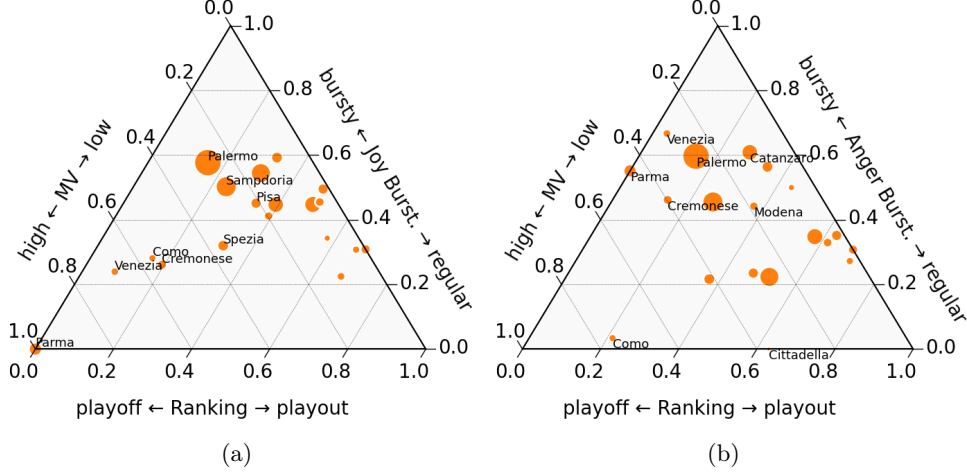 0.0
1.0
0.2
0.8
0.4
0.6
0.6
0.4
0.8
0.2
1.0
0.0
0.0
0.2
0.4
0.6
0.8
1.0
high ← MV → low
bursty ← Joy Burst. → regular
playoff ← Ranking → playout
Palermo
Sampdoria
Pisa
Spezia
Como
Cremonese
Venezia
Parma
(a)
0.0
1.0
0.2
0.8
0.4
0.6
0.6
0.4
0.8
0.2
1.0
0.0
0.0
0.2
0.4
0.6
0.8
1.0
high ← MV → low
bursty ← Anger Burst. → regular
playoff ← Ranking → playout
Venezia
Catanzaro
Palermo
Parma
Cremonese
Modena
Como
Cittadella
(b)